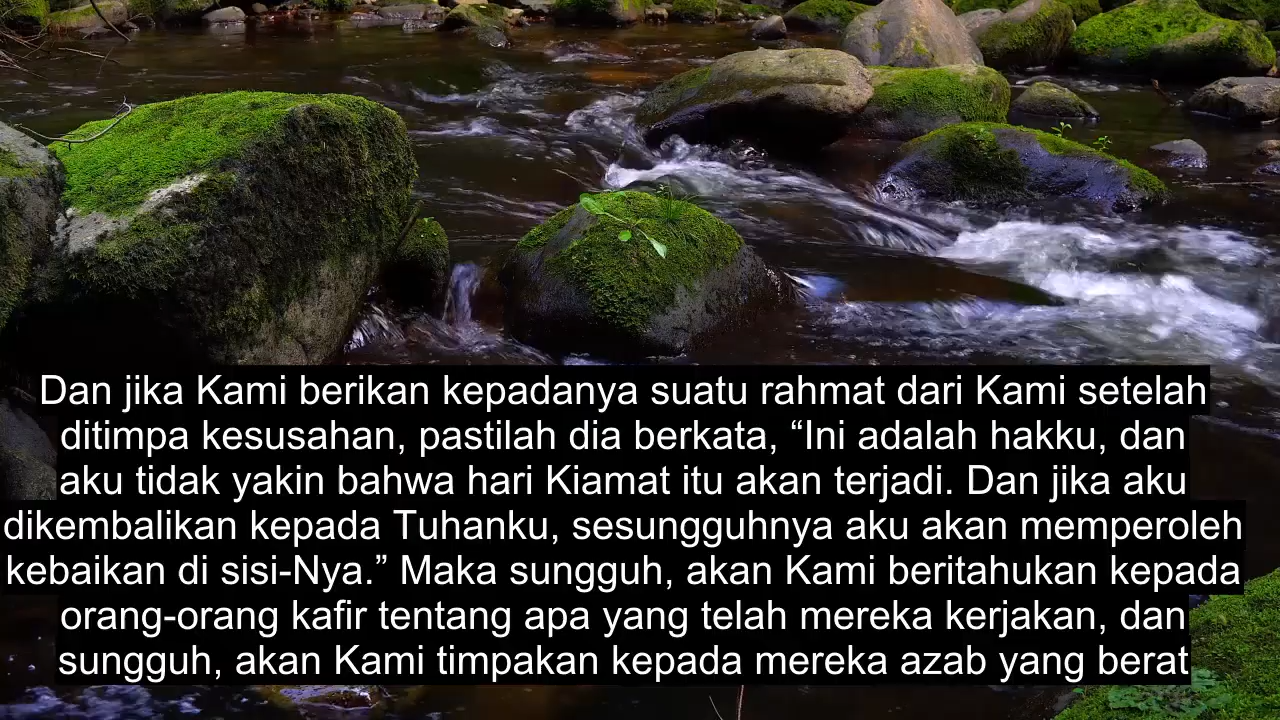 Dan jika Kami berikan kepadanya suatu rahmat dari Kami setelah
ditimpa kesusahan, pastilah dia berkata, “Ini adalah hakku, dan
aku tidak yakin bahwa hari Kiamat itu akan terjadi. Dan jika aku
dikembalikan kepada Tuhanku, sesungguhnya aku akan memperoleh
kebaikan di sisi-Nya.” Maka sungguh, akan Kami beritahukan kepada
orang-orang kafir tentang apa yang telah mereka kerjakan, dan
sungguh, akan Kami timpakan kepada mereka azab yang berat